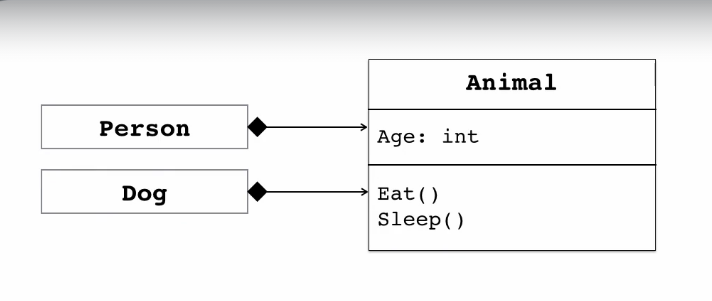 Animal
Person
Age: int
Dog
Eat()
Sleep()